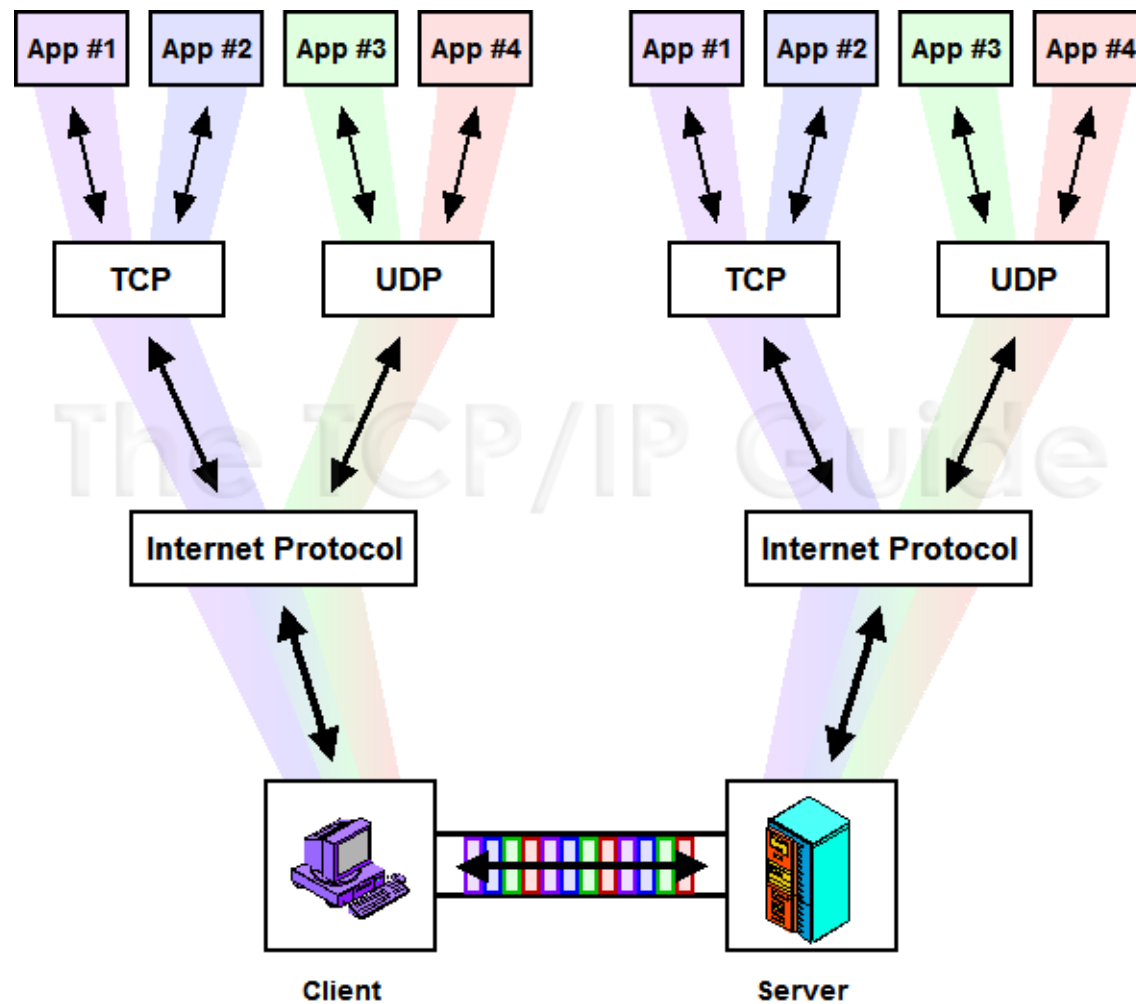 App #1 App #2 App #3 App #4 App #1 App #2 App #3 App #4
TCP UDP TCP UDP
The TCP/IP Guide
Internet Protocol Internet Protocol
Client Server